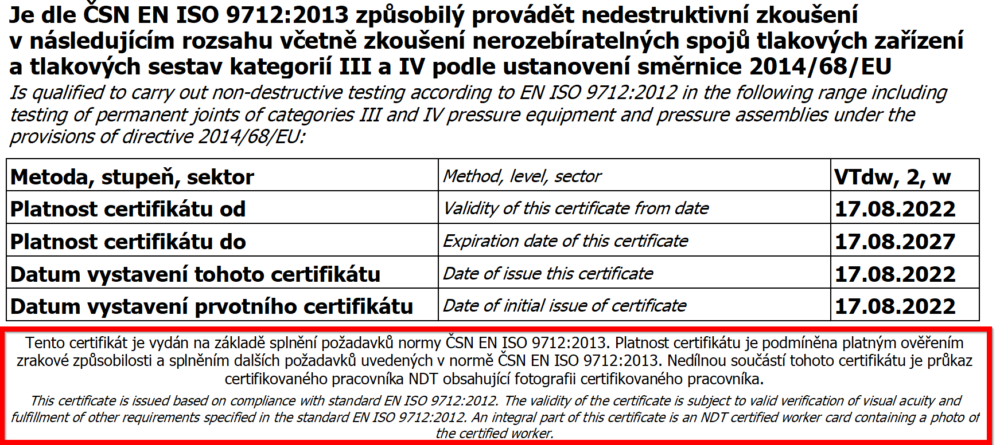 Je dle ČSN EN ISO 9712:2013 způsobilý provádět nedestruktivní zkoušení
v následujícím rozsahu včetně zkoušení nerozebíratelných spojů tlakových zařízení
a tlakových sestav kategorií III a IV podle ustanovení směrnice 2014/68/EU
Is qualified to carry out non-destructive testing according to EN ISO 9712:2012 in the following range including
testing of permanent joints of categories III and IV pressure equipment and pressure assemblies under the
provisions of directive 2014/68/EU:
Metoda, stupeň, sektor Method, level, sector VTdw, 2, w
Platnost certifikátu od Validity of this certificate from date 17.08.2022
Platnost certifikátu do Expiration date of this certificate 17.08.2027
Datum vystavení tohoto certifikátu Date of issue this certificate 17.08.2022
Datum vystavení prvotního certifikátu Date of initial issue of certificate 17.08.2022
Tento certifikát je vydán na základě splnění požadavků normy ČSN EN ISO 9712:2013. Platnost certifikátu je podmíněna platným ověřením
zrakové způsobilosti a splněním dalších požadavků uvedených v normě ČSN EN ISO 9712:2013. Nedílnou součástí tohoto certifikátu je průkaz
certifikovaného pracovníka NDT obsahující fotografii certifikovaného pracovníka.
This certificate is issued based on compliance with standard EN ISO 9712:2012. The validity of the certificate is subject to valid verification of visual acuity and
fulfillment of other requirements specified in the standard EN ISO 9712:2012. An integral part of this certificate is an NDT certified worker card containing a photo of
the certified worker.